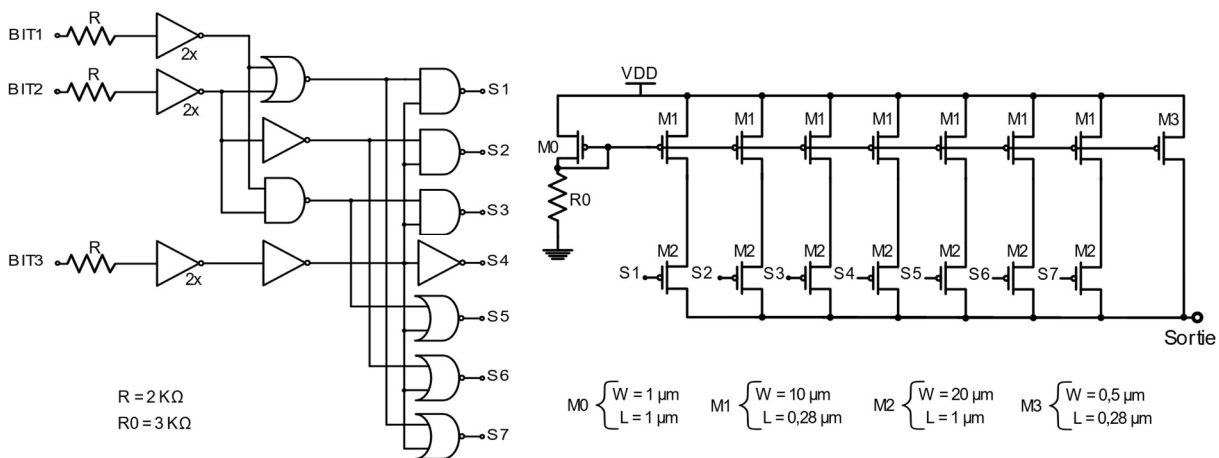 BIT1
R
2x
BIT2
R
2x
BIT3
R
2x
S1
S2
S3
S4
S5
S6
S7
R = 2 KΩ
R0 = 3 KΩ
VDD
M0
R0
M1
M1
M1
M1
M1
M1
M1
M3
M2
M2
M2
M2
M2
M2
M2
S1
S2
S3
S4
S5
S6
S7
Sortie
M0 { W = 1 µm
L = 1 µm
M1 { W = 10 µm
L = 0,28 µm
M2 { W = 20 µm
L = 1 µm
M3 { W = 0,5 µm
L = 0,28 µm